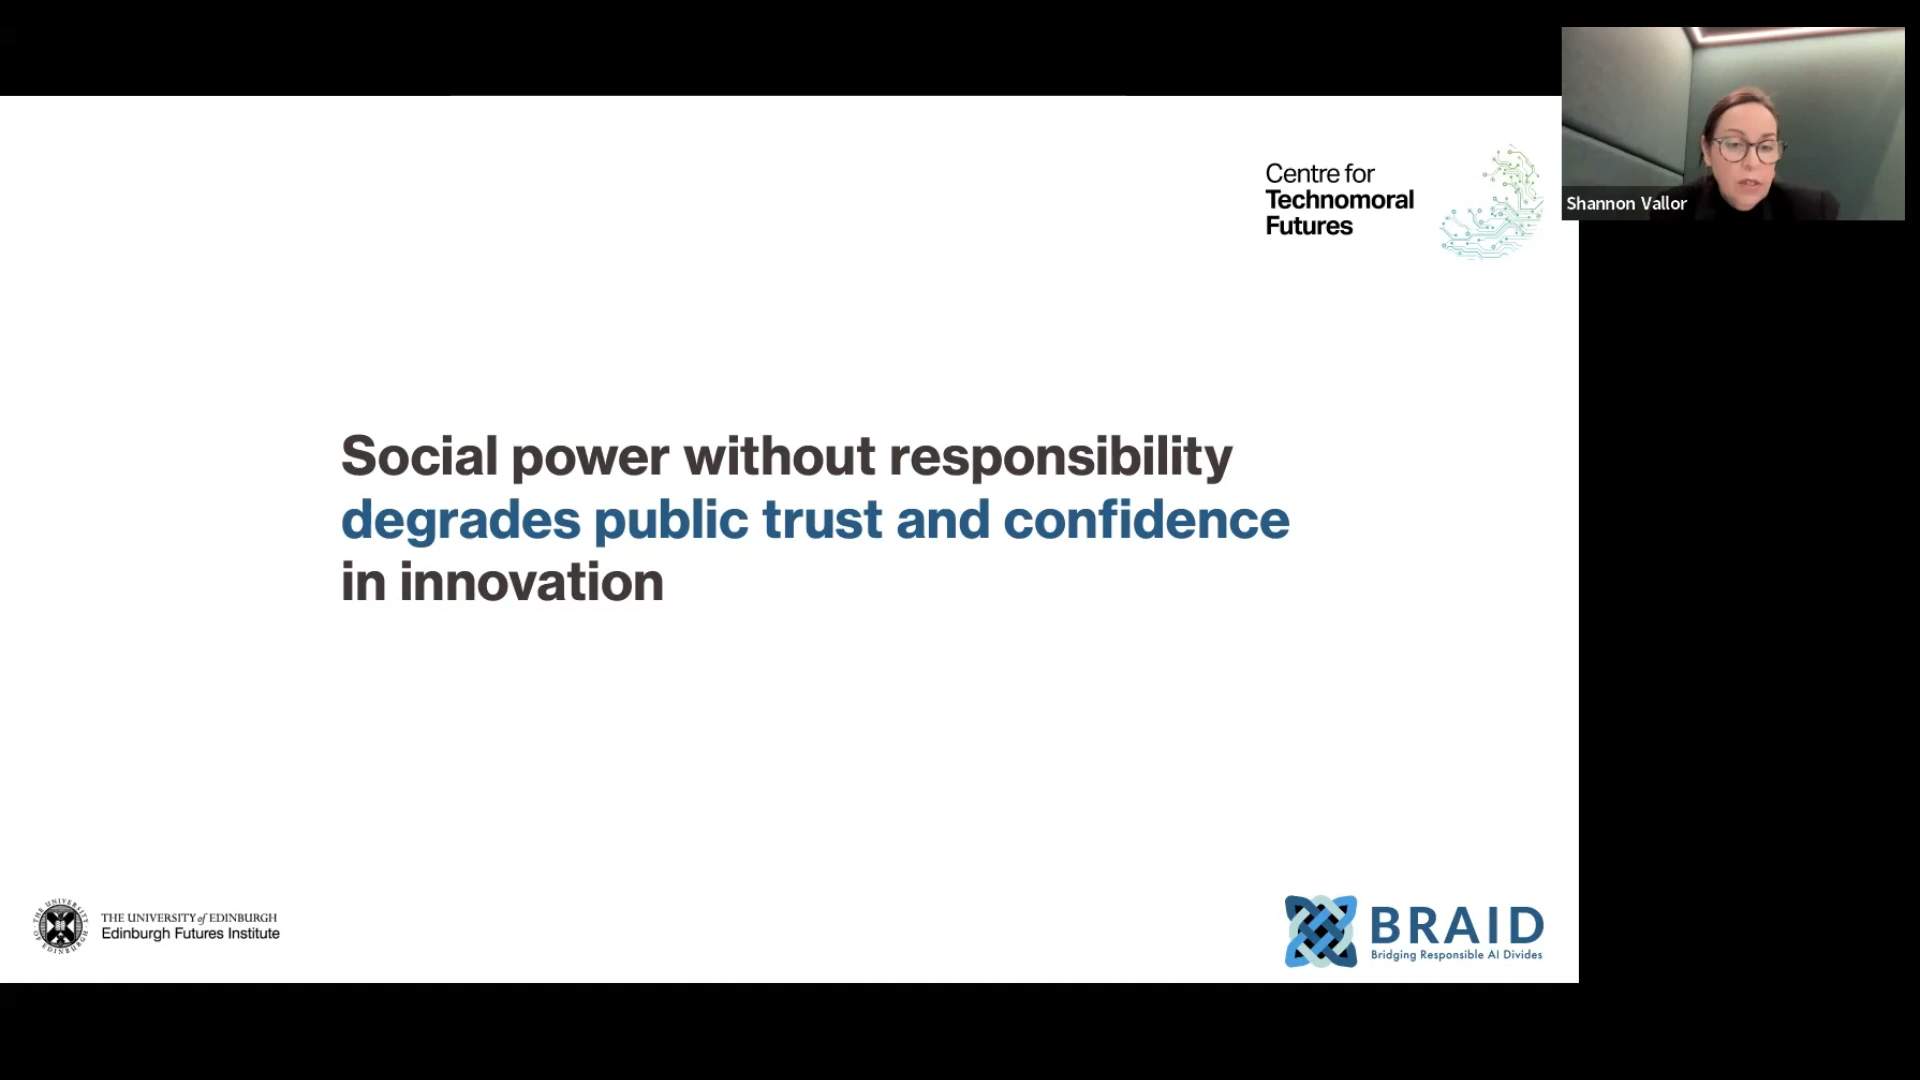 Centre for
Technomoral
Futures
Shannon Vallor
Social power without responsibility
degrades public trust and confidence
in innovation
THE UNIVERSITY of EDINBURGH
Edinburgh Futures Institute
BRAID
Bridging Responsible AI Divides